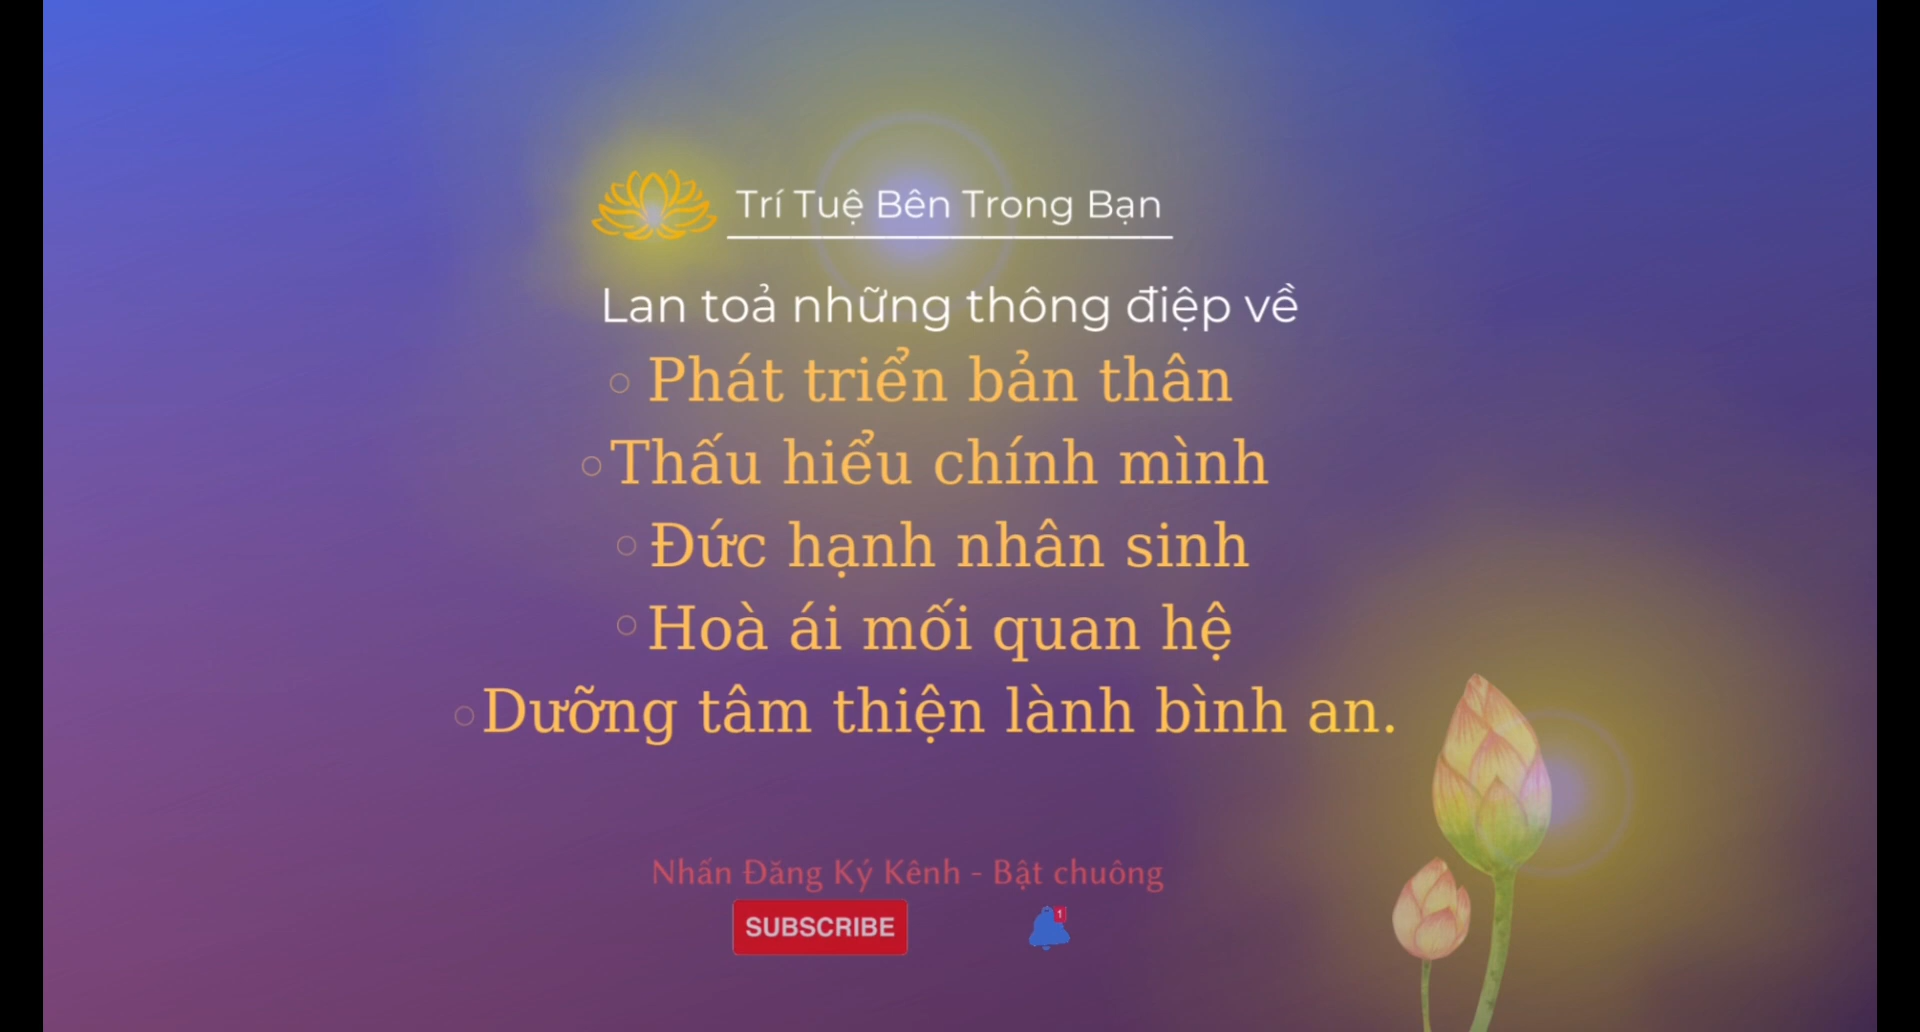 Trí Tuệ Bên Trong Bạn
Lan toả những thông điệp về
Phát triển bản thân
Thấu hiểu chính mình
Đức hạnh nhân sinh
Hoà ái mối quan hệ
Dưỡng tâm thiện lành bình an.
Nhấn Đăng Ký Kênh - Bật chuông
SUBSCRIBE
1